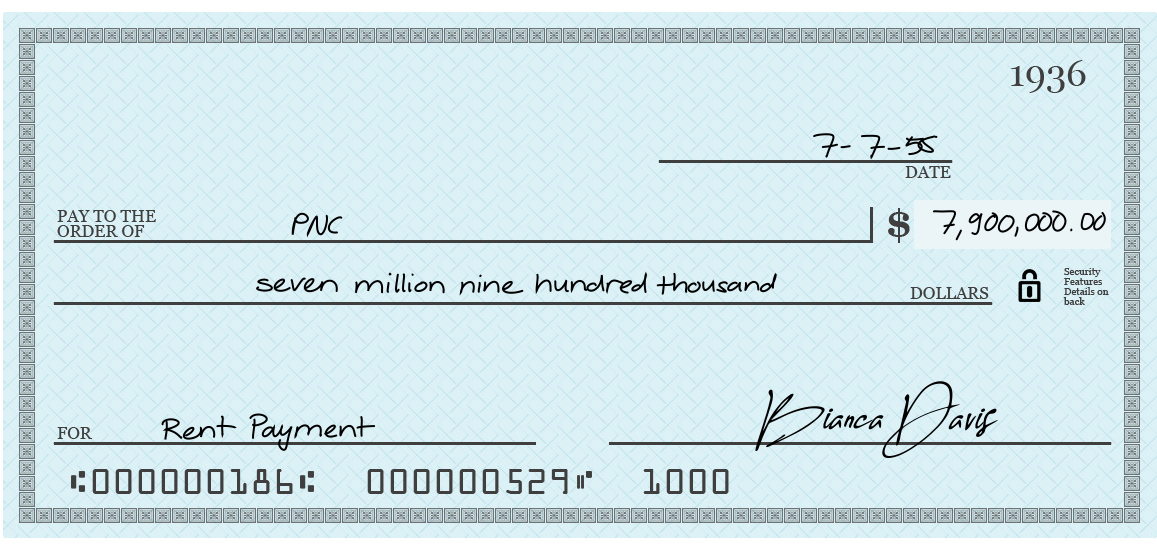 1936
7-7-55
DATE
PAY TO THE
ORDER OF PNC $ 7,900,000.00
seven million nine hundred thousand DOLLARS
Security
Features
Details on
back
FOR Rent Payment Bianca Davis
⑆000000186⑆ 000000529⑈ 1000